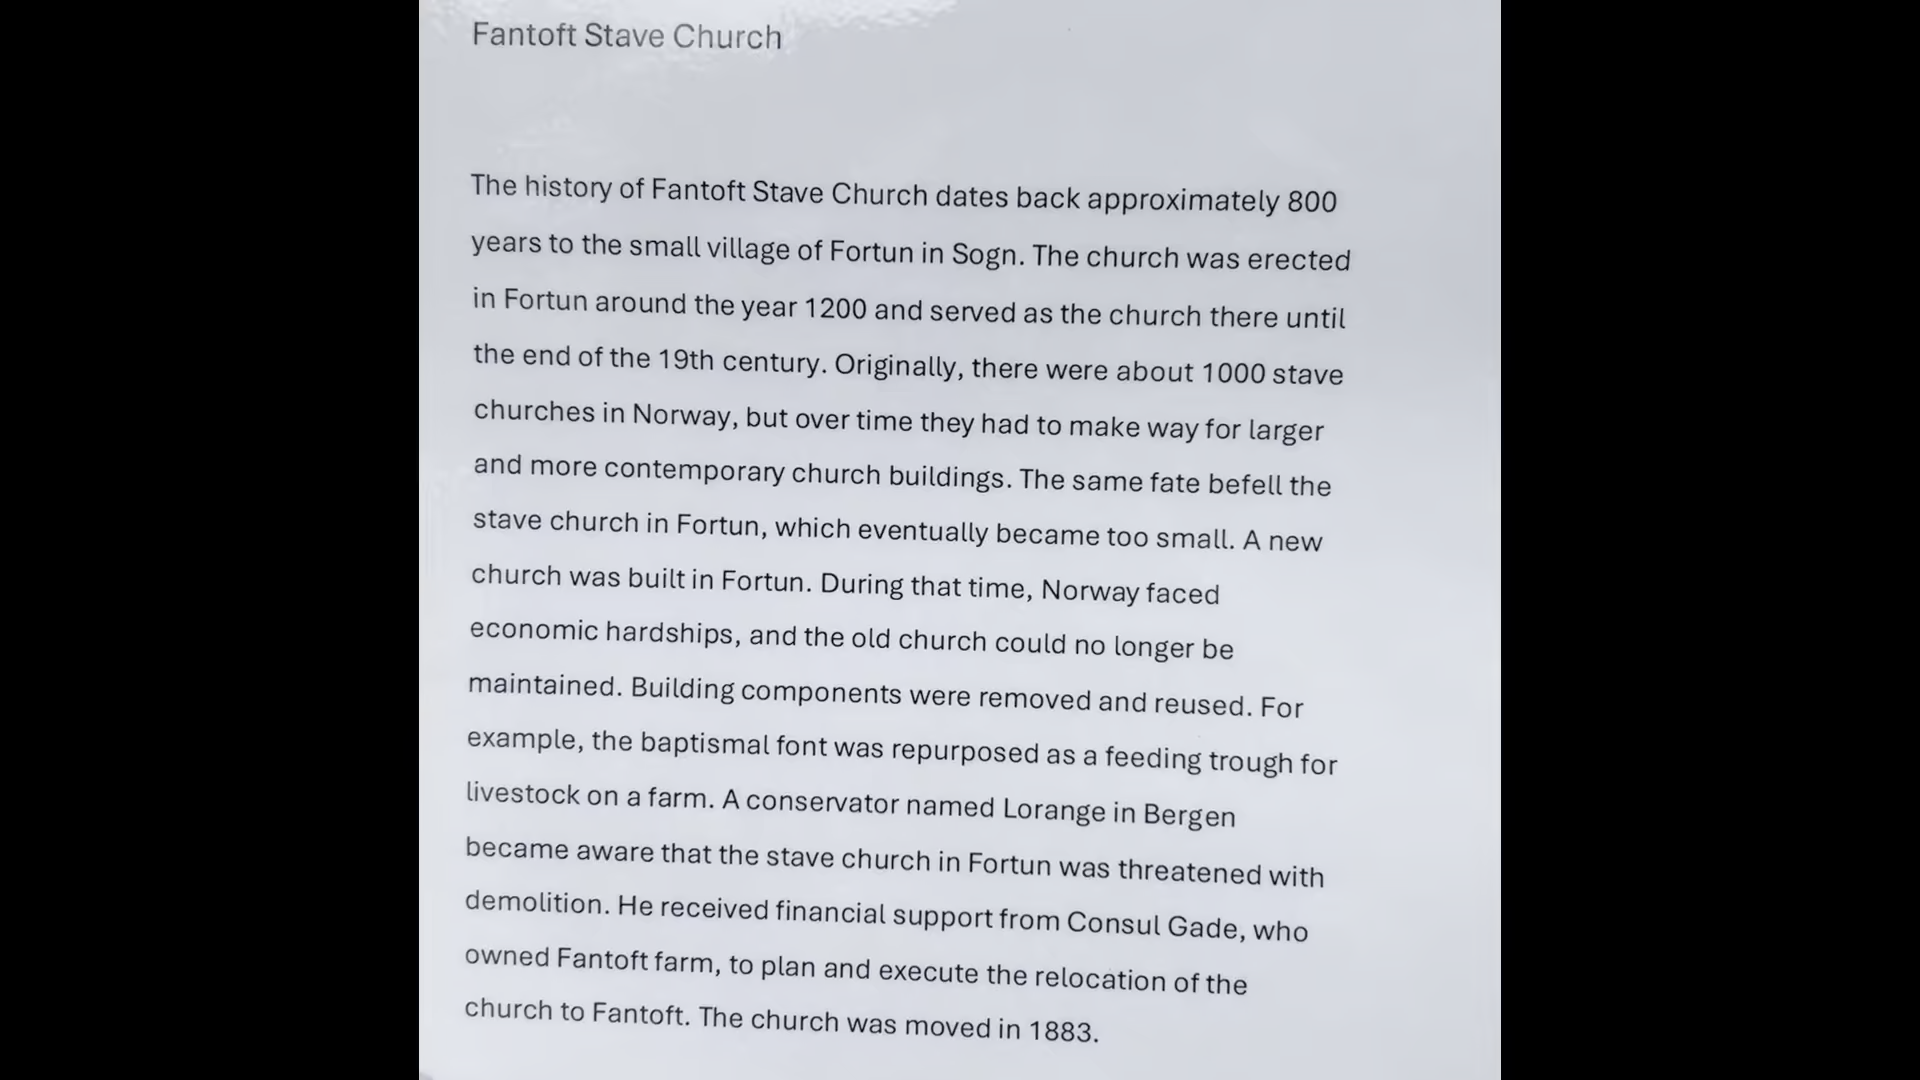 Fantoft Stave Church
The history of Fantoft Stave Church dates back approximately 800
years to the small village of Fortun in Sogn. The church was erected
in Fortun around the year 1200 and served as the church there until
the end of the 19th century. Originally, there were about 1000 stave
churches in Norway, but over time they had to make way for larger
and more contemporary church buildings. The same fate befell the
stave church in Fortun, which eventually became too small. A new
church was built in Fortun. During that time, Norway faced
economic hardships, and the old church could no longer be
maintained. Building components were removed and reused. For
example, the baptismal font was repurposed as a feeding trough for
livestock on a farm. A conservator named Lorange in Bergen
became aware that the stave church in Fortun was threatened with
demolition. He received financial support from Consul Gade, who
owned Fantoft farm, to plan and execute the relocation of the
church to Fantoft. The church was moved in 1883.